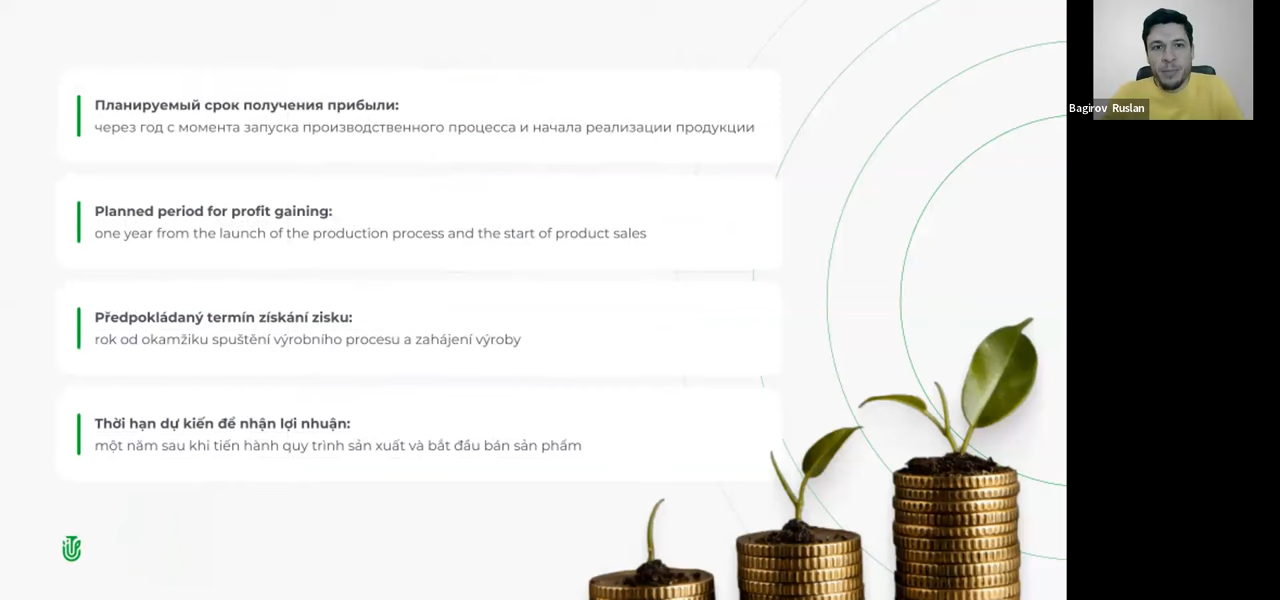 Планируемый срок получения прибыли:
через год с момента запуска производственного процесса и начала реализации продукции
Planned period for profit gaining:
one year from the launch of the production process and the start of product sales
Předpokládaný termín získání zisku:
rok od okamžiku spuštění výrobního procesu a zahájení výroby
Thời hạn dự kiến để nhận lợi nhuận:
một năm sau khi tiến hành quy trình sản xuất và bắt đầu bán sản phẩm
Bagirov Ruslan